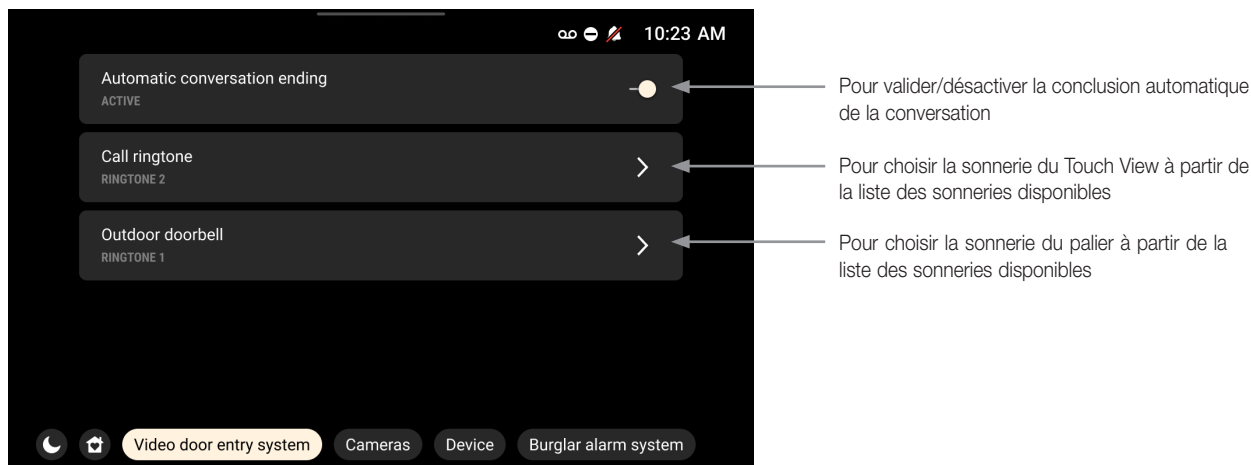 10:23 AM
Automatic conversation ending
ACTIVE
Pour valider/désactiver la conclusion automatique
de la conversation
Call ringtone
RINGTONE 2
Pour choisir la sonnerie du Touch View à partir de
la liste des sonneries disponibles
Outdoor doorbell
RINGTONE 1
Pour choisir la sonnerie du palier à partir de la
liste des sonneries disponibles
Video door entry system Cameras Device Burglar alarm system